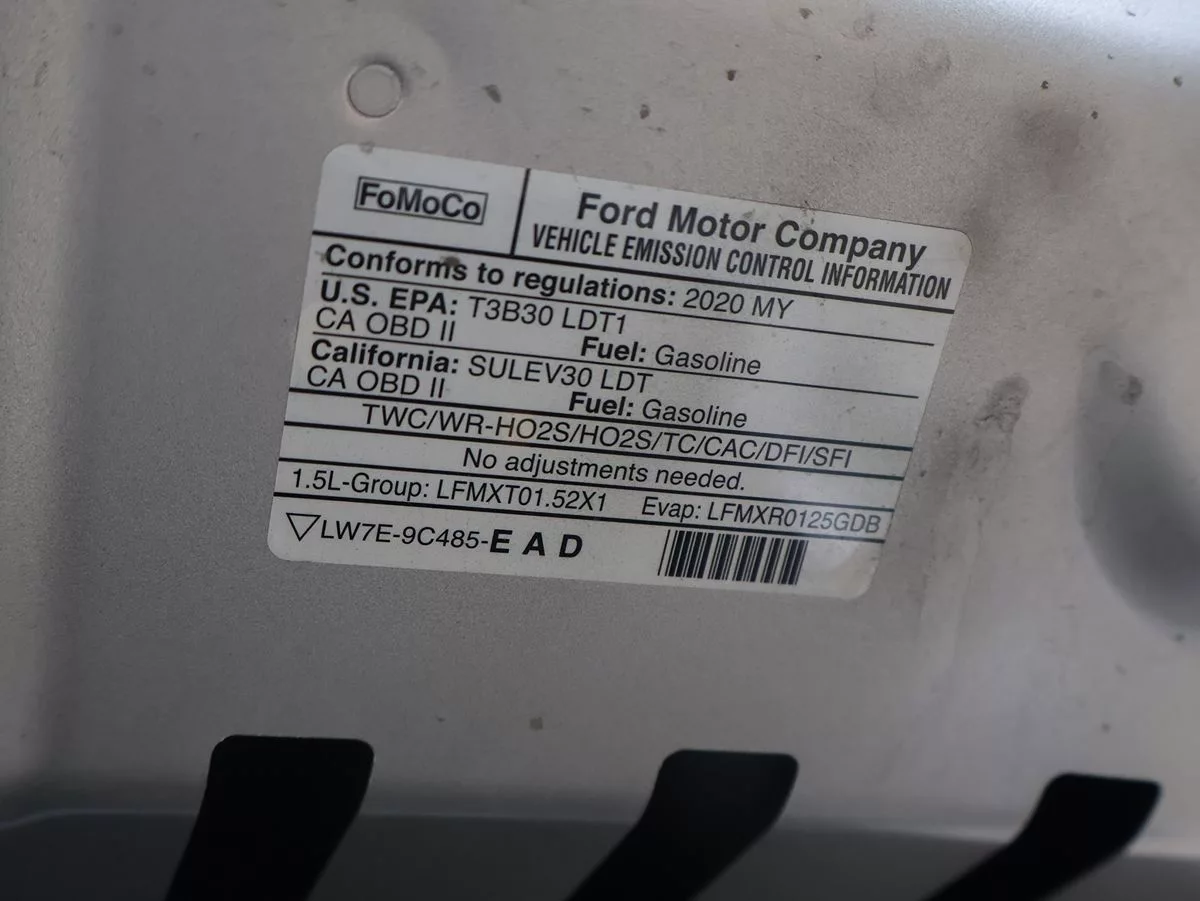 FoMoCo
Ford Motor Company
VEHICLE EMISSION CONTROL INFORMATION
Conforms to regulations: 2020 MY
U.S. EPA: T3B30 LDT1
CA OBD II Fuel: Gasoline
California: SULEV30 LDT
CA OBD II Fuel: Gasoline
TWC/WR-HO2S/HO2S/TC/CAC/DFI/SFI
No adjustments needed.
1.5L-Group: LFMXT01.52X1 Evap: LFMXR0125GDB
LW7E-9C485-E A D